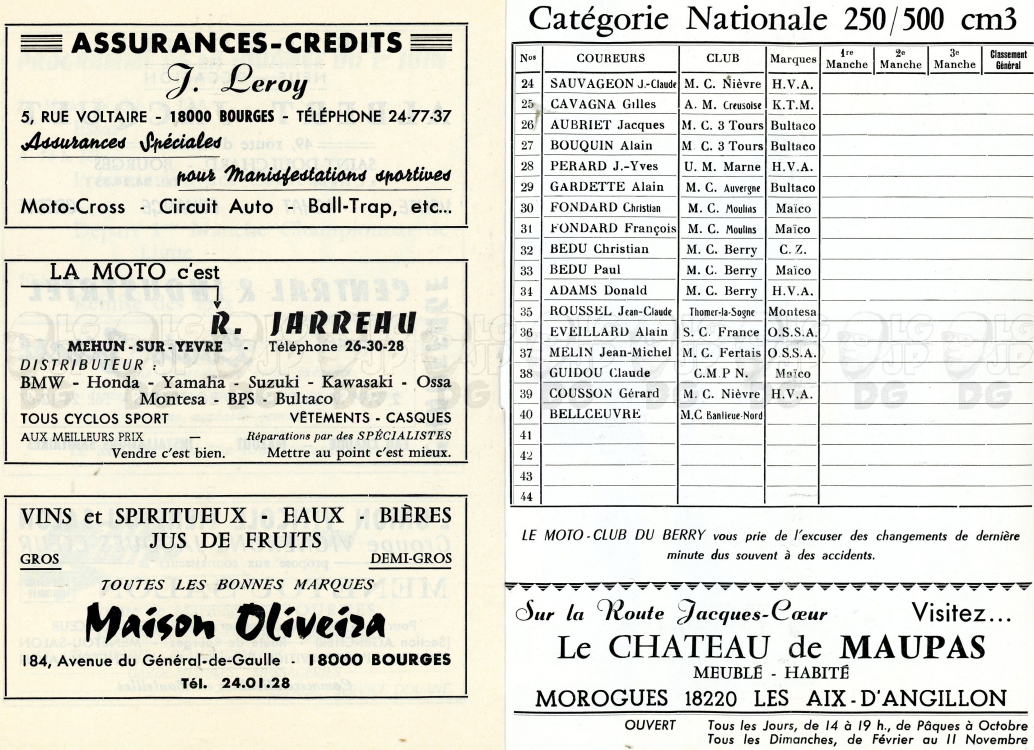 ASSURANCES-CREDITS
J. Leroy
5, RUE VOLTAIRE - 18000 BOURGES - TÉLÉPHONE 24-77-37
Assurances Spéciales
pour Manisfestations sportives
Moto-Cross - Circuit Auto - Ball-Trap, etc...
LA MOTO c'est
R. JARREAU
MEHUN-SUR-YEVRE - Téléphone 26-30-28
DISTRIBUTEUR :
BMW - Honda - Yamaha - Suzuki - Kawasaki - Ossa
Montesa - BPS - Bultaco
TOUS CYCLOS SPORT VÊTEMENTS - CASQUES
AUX MEILLEURS PRIX — Réparations par des SPÉCIALISTES
Vendre c'est bien. Mettre au point c'est mieux.
VINS et SPIRITUEUX - EAUX - BIÈRES
JUS DE FRUITS
GROS DEMI-GROS
TOUTES LES BONNES MARQUES
Maison Oliveira
184, Avenue du Général-de-Gaulle - 18000 BOURGES
Tél. 24.01.28
Catégorie Nationale 250/500 cm3
Nos COUREURS CLUB Marques 1re Manche 2e Manche 3e Manche Classement Général
24 SAUVAGEON J.-Claude M. C. Nièvre H.V.A.
25 CAVAGNA Gilles A. M. Creusoise K.T.M.
26 AUBRIET Jacques M. C. 3 Tours Bultaco
27 BOUQUIN Alain M. C. 3 Tours Bultaco
28 PERARD J.-Yves U. M. Marne H.V.A.
29 GARDETTE Alain M. C. Auvergne Bultaco
30 FONDARD Christian M. C. Moulins Maïco
31 FONDARD François M. C. Moulins Maïco
32 BEDU Christian M. C. Berry C. Z.
33 BEDU Paul M. C. Berry Maïco
34 ADAMS Donald M. C. Berry H.V.A.
35 ROUSSEL Jean-Claude Thomer-la-Sogne Montesa
36 EVEILLARD Alain S. C. France O.S.S.A.
37 MELIN Jean-Michel M. C. Fertais O.S.S.A.
38 GUIDOU Claude C.M.P N. Maïco
39 COUSSON Gérard M. C. Nièvre H.V.A.
40 BELLCEUVRE M.C Banlieue-Nord
41
42
43
44
LE MOTO-CLUB DU BERRY vous prie de l'excuser des changements de dernière
minute dus souvent à des accidents.
Sur la Route Jacques-Cœur Visitez...
Le CHATEAU de MAUPAS
MEUBLÉ - HABITÉ
MOROGUES 18220 LES AIX-D'ANGILLON
OUVERT Tous les Jours, de 14 à 19 h., de Pâques à Octobre
Tous les Dimanches, de Février au 11 Novembre